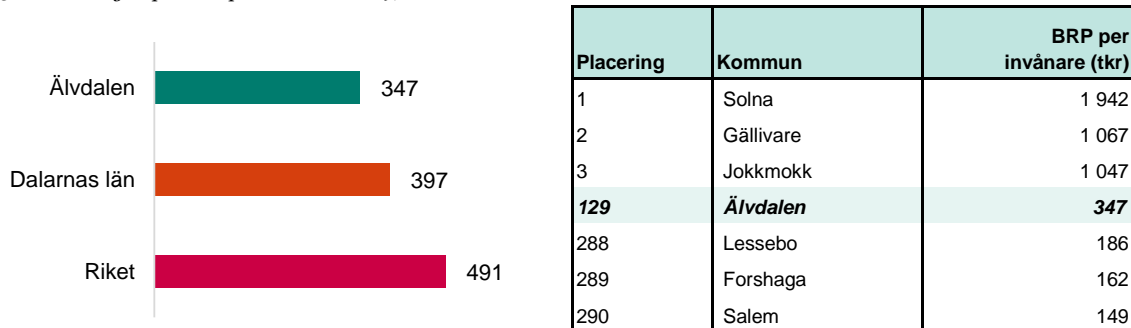 Älvdalen 347
Dalarnas län 397
Riket 491
Placering Kommun BRP per invånare (tkr)
1 Solna 1 942
2 Gällivare 1 067
3 Jokkmokk 1 047
129 Älvdalen 347
288 Lessebo 186
289 Forshaga 162
290 Salem 149